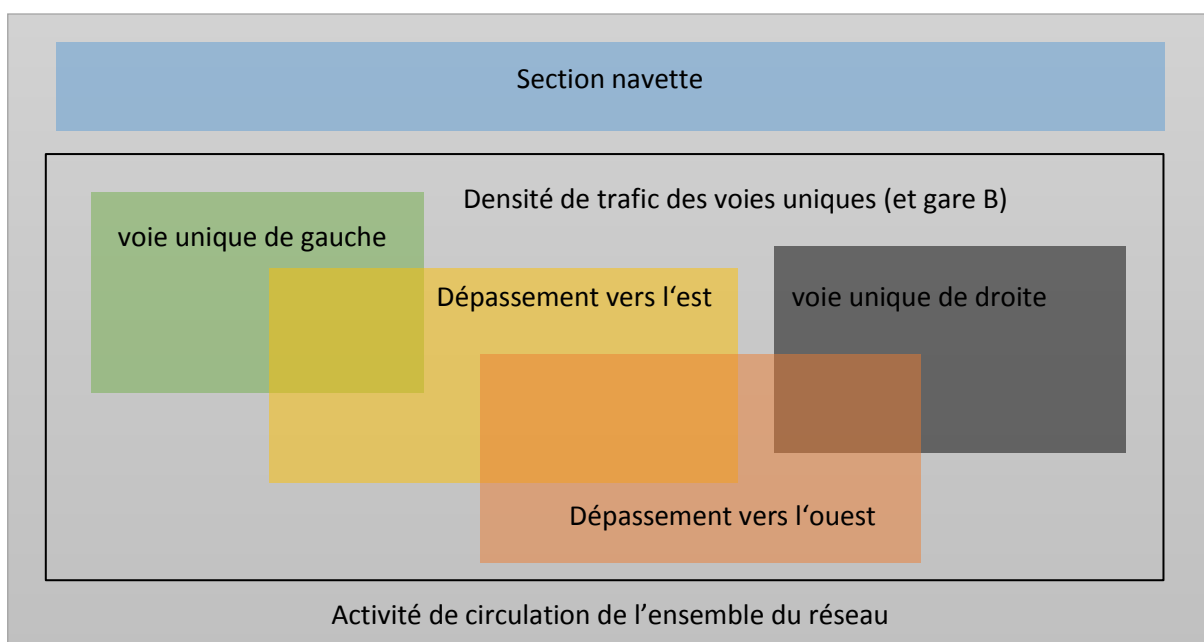 Section navette
Densité de trafic des voies uniques (et gare B)
voie unique de gauche
Dépassement vers l‘est
voie unique de droite
Dépassement vers l‘ouest
Activité de circulation de l’ensemble du réseau